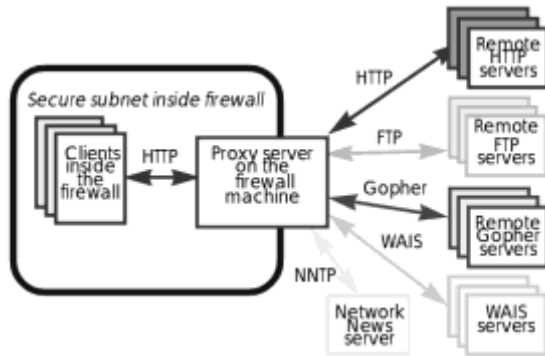 Remote
HTTP
servers
HTTP
Secure subnet inside firewall
Clients
inside
the
firewall
HTTP
Proxy server
on the
firewall
machine
FTP
Remote
FTP
servers
Gopher
Remote
Gopher
servers
WAIS
NNTP
Network
News
server
WAIS
servers